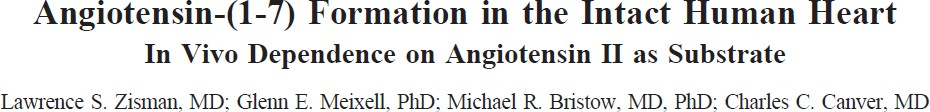 Angiotensin-(1-7) Formation in the Intact Human Heart
In Vivo Dependence on Angiotensin II as Substrate
Lawrence S. Zisman, MD; Glenn E. Meixell, PhD; Michael R. Bristow, MD, PhD; Charles C. Canver, MD